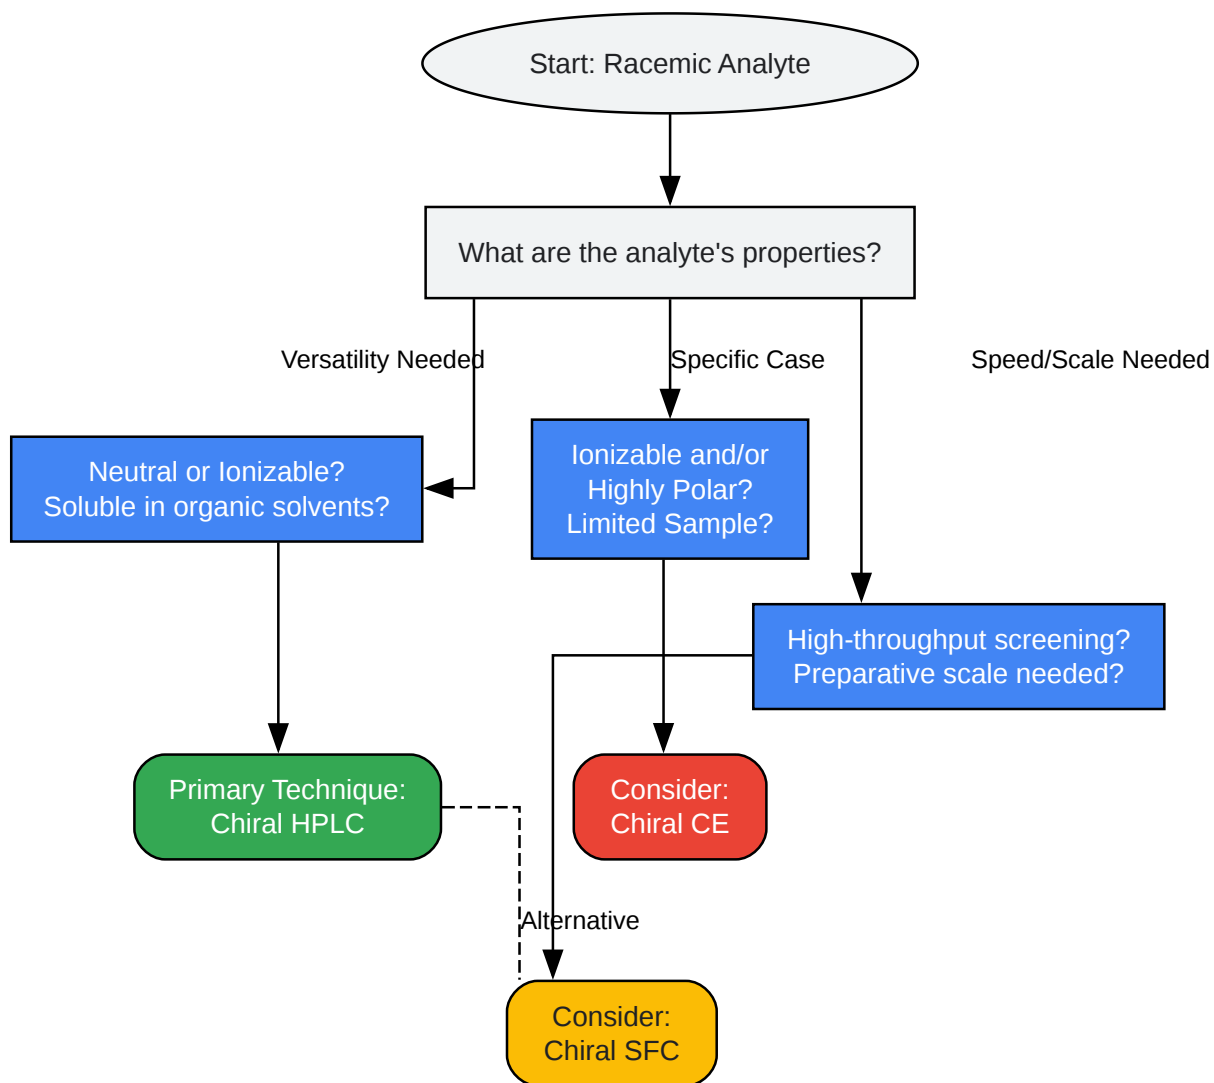 Start: Racemic Analyte
What are the analyte's properties?
Versatility Needed
Specific Case
Speed/Scale Needed
Neutral or Ionizable?
Soluble in organic solvents?
Ionizable and/or
Highly Polar?
Limited Sample?
High-throughput screening?
Preparative scale needed?
Primary Technique:
Chiral HPLC
Consider:
Chiral CE
Alternative
Consider:
Chiral SFC